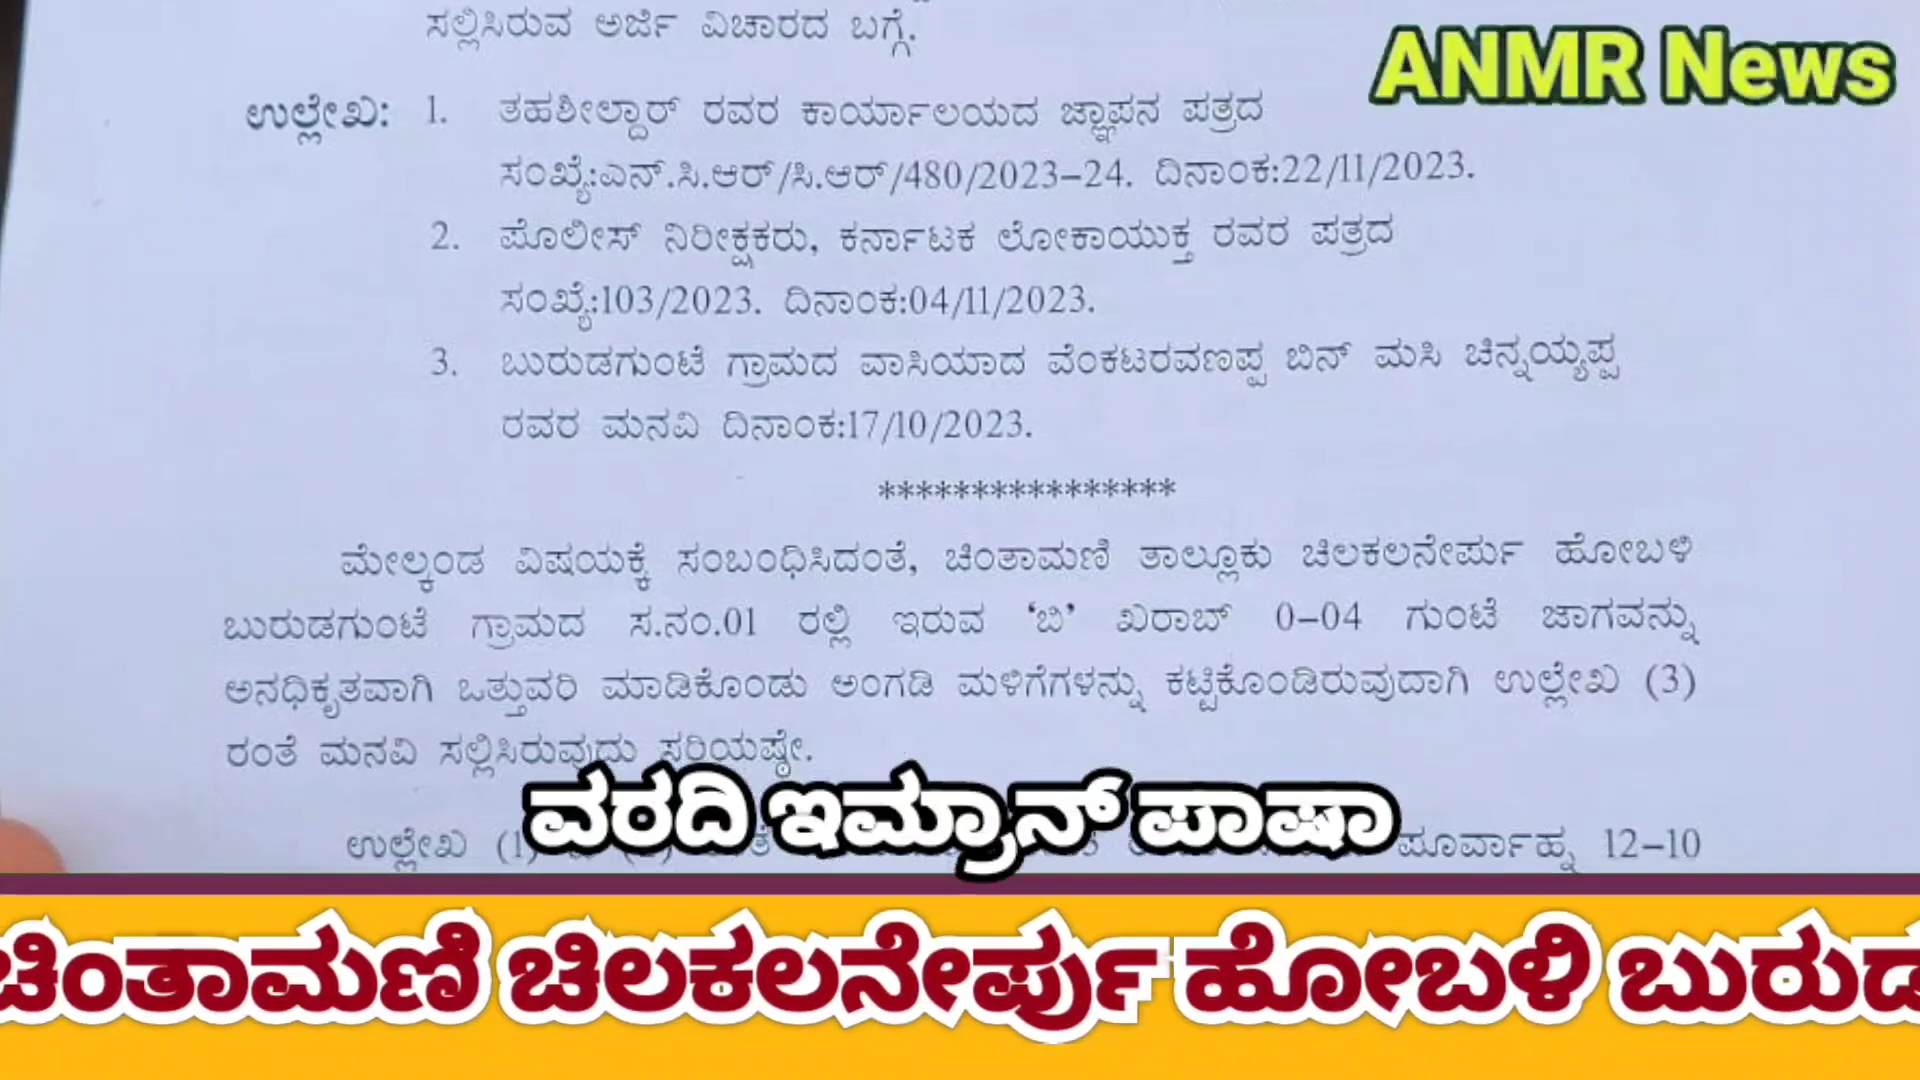 ಸಲ್ಲಿಸಿರುವ ಅರ್ಜಿ ವಿಚಾರದ ಬಗ್ಗೆ.
ANMR News
ಉಲ್ಲೇಖ: 1. ತಹಶೀಲ್ದಾರ್ ರವರ ಕಾರ್ಯಾಲಯದ ಜ್ಞಾಪನ ಪತ್ರದ
ಸಂಖ್ಯೆ:ಎನ್.ಸಿ.ಆರ್/ಸಿ.ಆರ್/480/2023-24. ದಿನಾಂಕ:22/11/2023.
2. ಪೊಲೀಸ್ ನಿರೀಕ್ಷಕರು, ಕರ್ನಾಟಕ ಲೋಕಾಯುಕ್ತ ರವರ ಪತ್ರದ
ಸಂಖ್ಯೆ:103/2023. ದಿನಾಂಕ:04/11/2023.
3. ಬುರುಡಗುಂಟೆ ಗ್ರಾಮದ ವಾಸಿಯಾದ ವೆಂಕಟರವಣಪ್ಪ ಬಿನ್ ಮಸಿ ಚಿನ್ನಯ್ಯಪ್ಪ
ರವರ ಮನವಿ ದಿನಾಂಕ:17/10/2023.
****************
ಮೇಲ್ಕಂಡ ವಿಷಯಕ್ಕೆ ಸಂಬಂಧಿಸಿದಂತೆ, ಚಿಂತಾಮಣಿ ತಾಲ್ಲೂಕು ಚಿಲಕಲನೇರ್ಪು ಹೋಬಳಿ
ಬುರುಡಗುಂಟೆ ಗ್ರಾಮದ ಸ.ನಂ.01 ರಲ್ಲಿ ಇರುವ ‘ಬಿ’ ಖರಾಬ್ 0-04 ಗುಂಟೆ ಜಾಗವನ್ನು
ಅನಧಿಕೃತವಾಗಿ ಒತ್ತುವರಿ ಮಾಡಿಕೊಂಡು ಅಂಗಡಿ ಮಳಿಗೆಗಳನ್ನು ಕಟ್ಟಿಕೊಂಡಿರುವುದಾಗಿ ಉಲ್ಲೇಖ (3)
ರಂತೆ ಮನವಿ ಸಲ್ಲಿಸಿರುವುದು ಸರಿಯಷ್ಟೇ.
ವರದಿ ಇಮ್ರಾನ್ ಪಾಷಾ
ಉಲ್ಲೇಖ (1) ಪೂರ್ವಾಹ್ನ 12-10
ಚಿಂತಾಮಣಿ ಚಿಲಕಲನೇರ್ಪು ಹೋಬಳಿ ಬುರುಡ